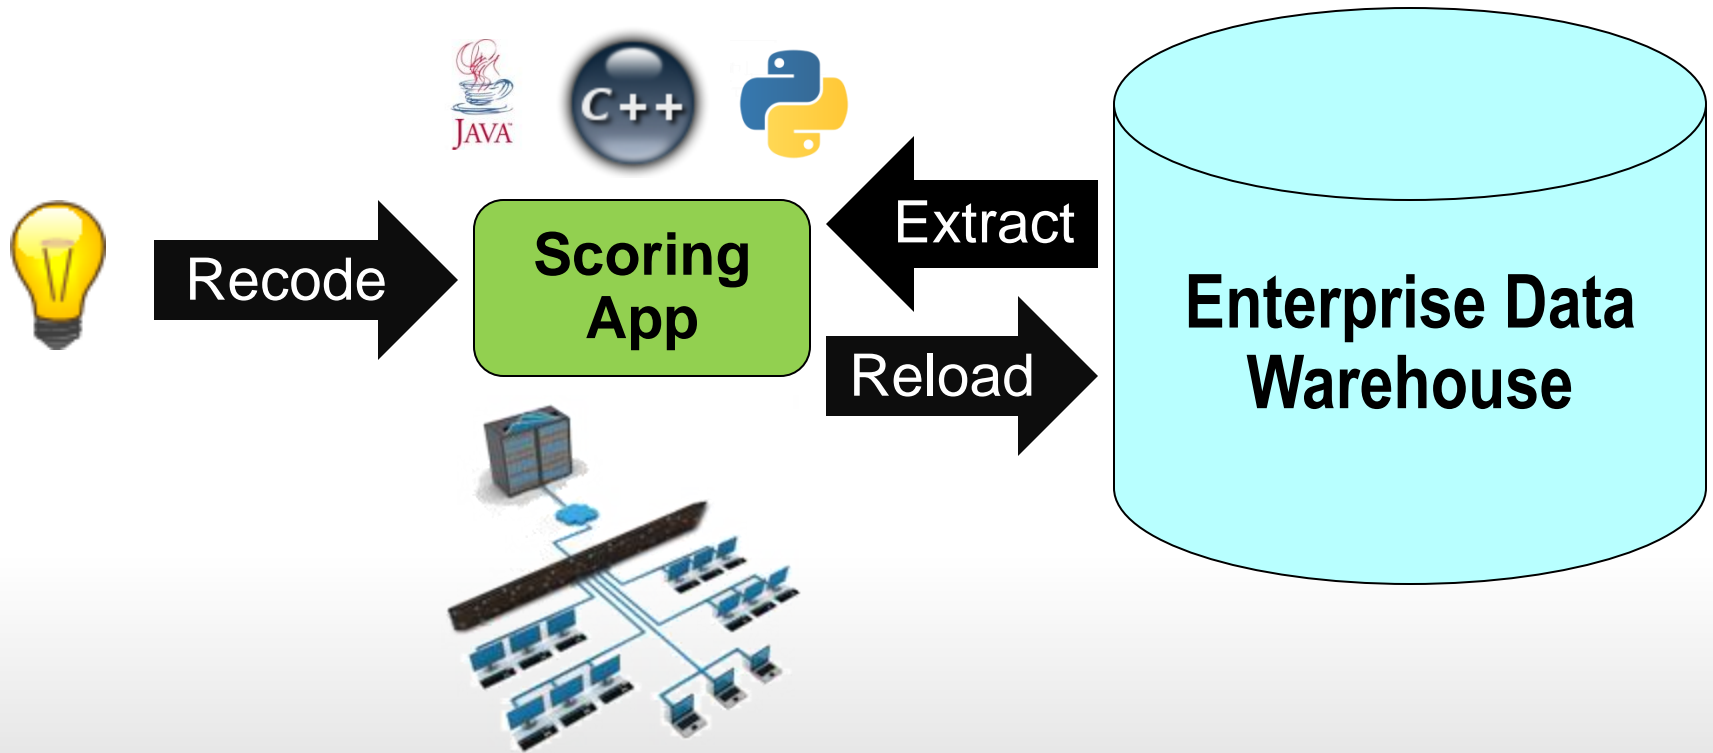 JAVA
C++
Recode
Scoring
App
Extract
Reload
Enterprise Data
Warehouse